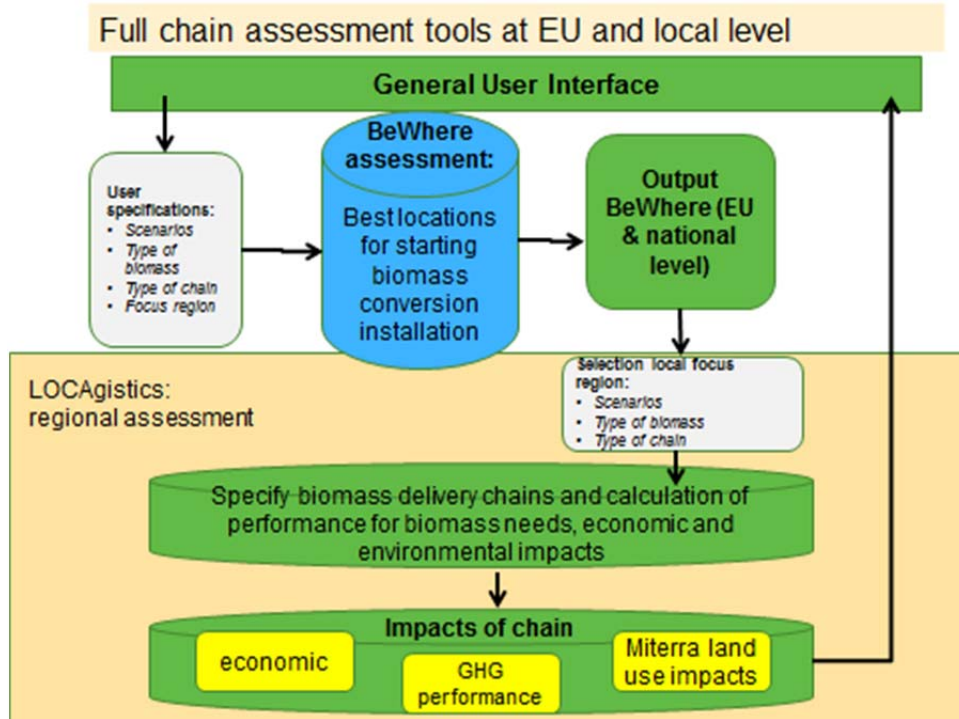 Full chain assessment tools at EU and local level
General User Interface
User
specifications:
• Scenarios
• Type of
biomass
• Type of chain
• Focus region
BeWhere
assessment:
Best locations
for starting
biomass
conversion
installation
Output
BeWhere (EU
& national
level)
LOCAgistics:
regional assessment
Selection local focus
region:
• Scenarios
• Type of biomass
• Type of chain
Specify biomass delivery chains and calculation of
performance for biomass needs, economic and
environmental impacts
Impacts of chain
economic
GHG
performance
Miterra land
use impacts